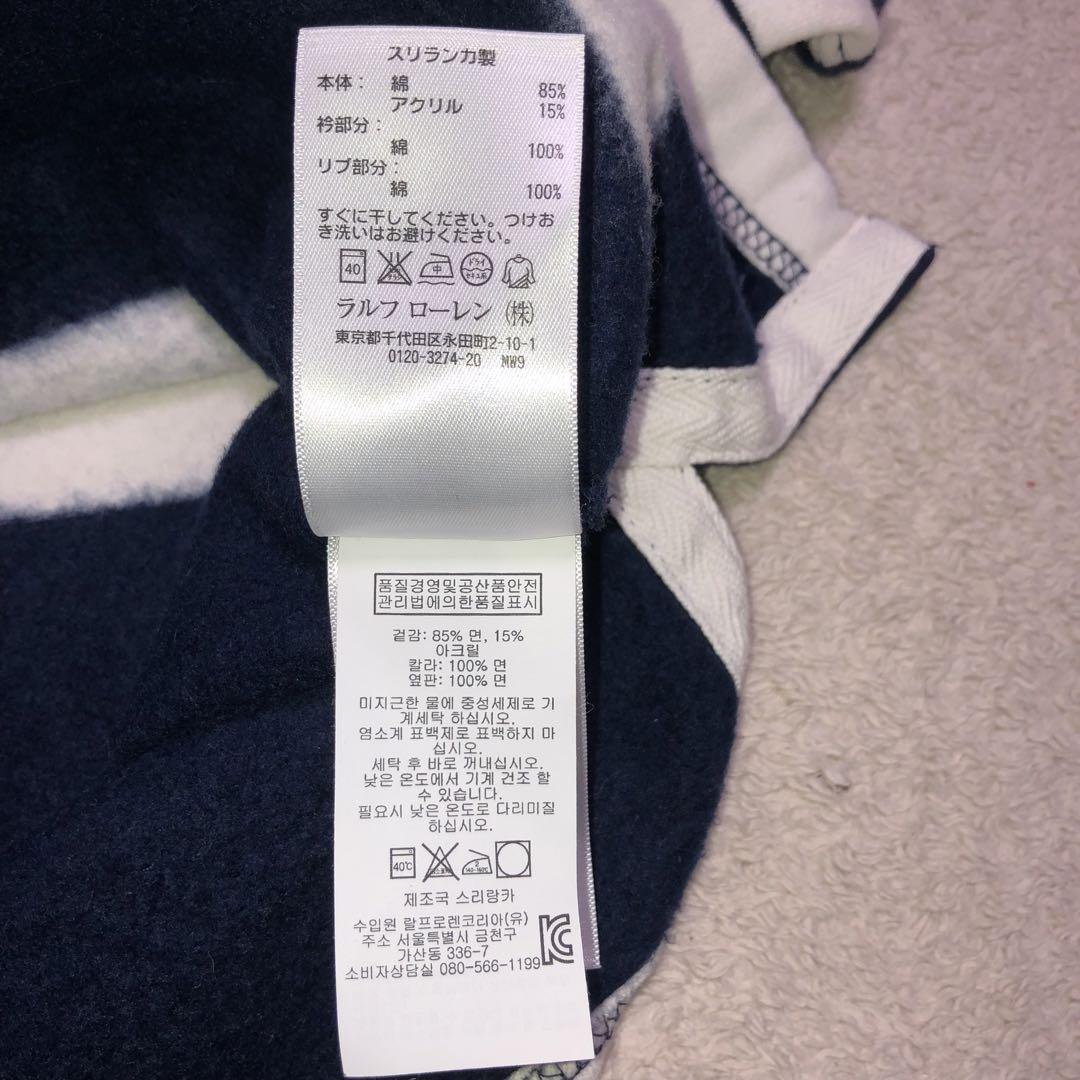 スリランカ製
本体: 綿 85%
アクリル 15%
衿部分:
綿 100%
リブ部分:
綿 100%
すぐに干してください。つけお
き洗いはお避けください。
40 中 ドライ セキユ系
ラルフ ローレン (株)
東京都千代田区永田町2-10-1
0120-3274-20 MW9
품질경영및공산품안전
관리법에의한품질표시
겉감: 85% 면, 15%
아크릴
칼라: 100% 면
옆판: 100% 면
미지근한 물에 중성세제로 기
계세탁 하십시오.
염소계 표백제로 표백하지 마
십시오.
세탁 후 바로 꺼내십시오.
낮은 온도에서 기계 건조 할
수 있습니다.
필요시 낮은 온도로 다리미질
하십시오.
40℃ 2 140~160℃
제조국 스리랑카
수입원 랄프로렌코리아(유)
주소 서울특별시 금천구
가산동 336-7
소비자상담실 080-566-1199